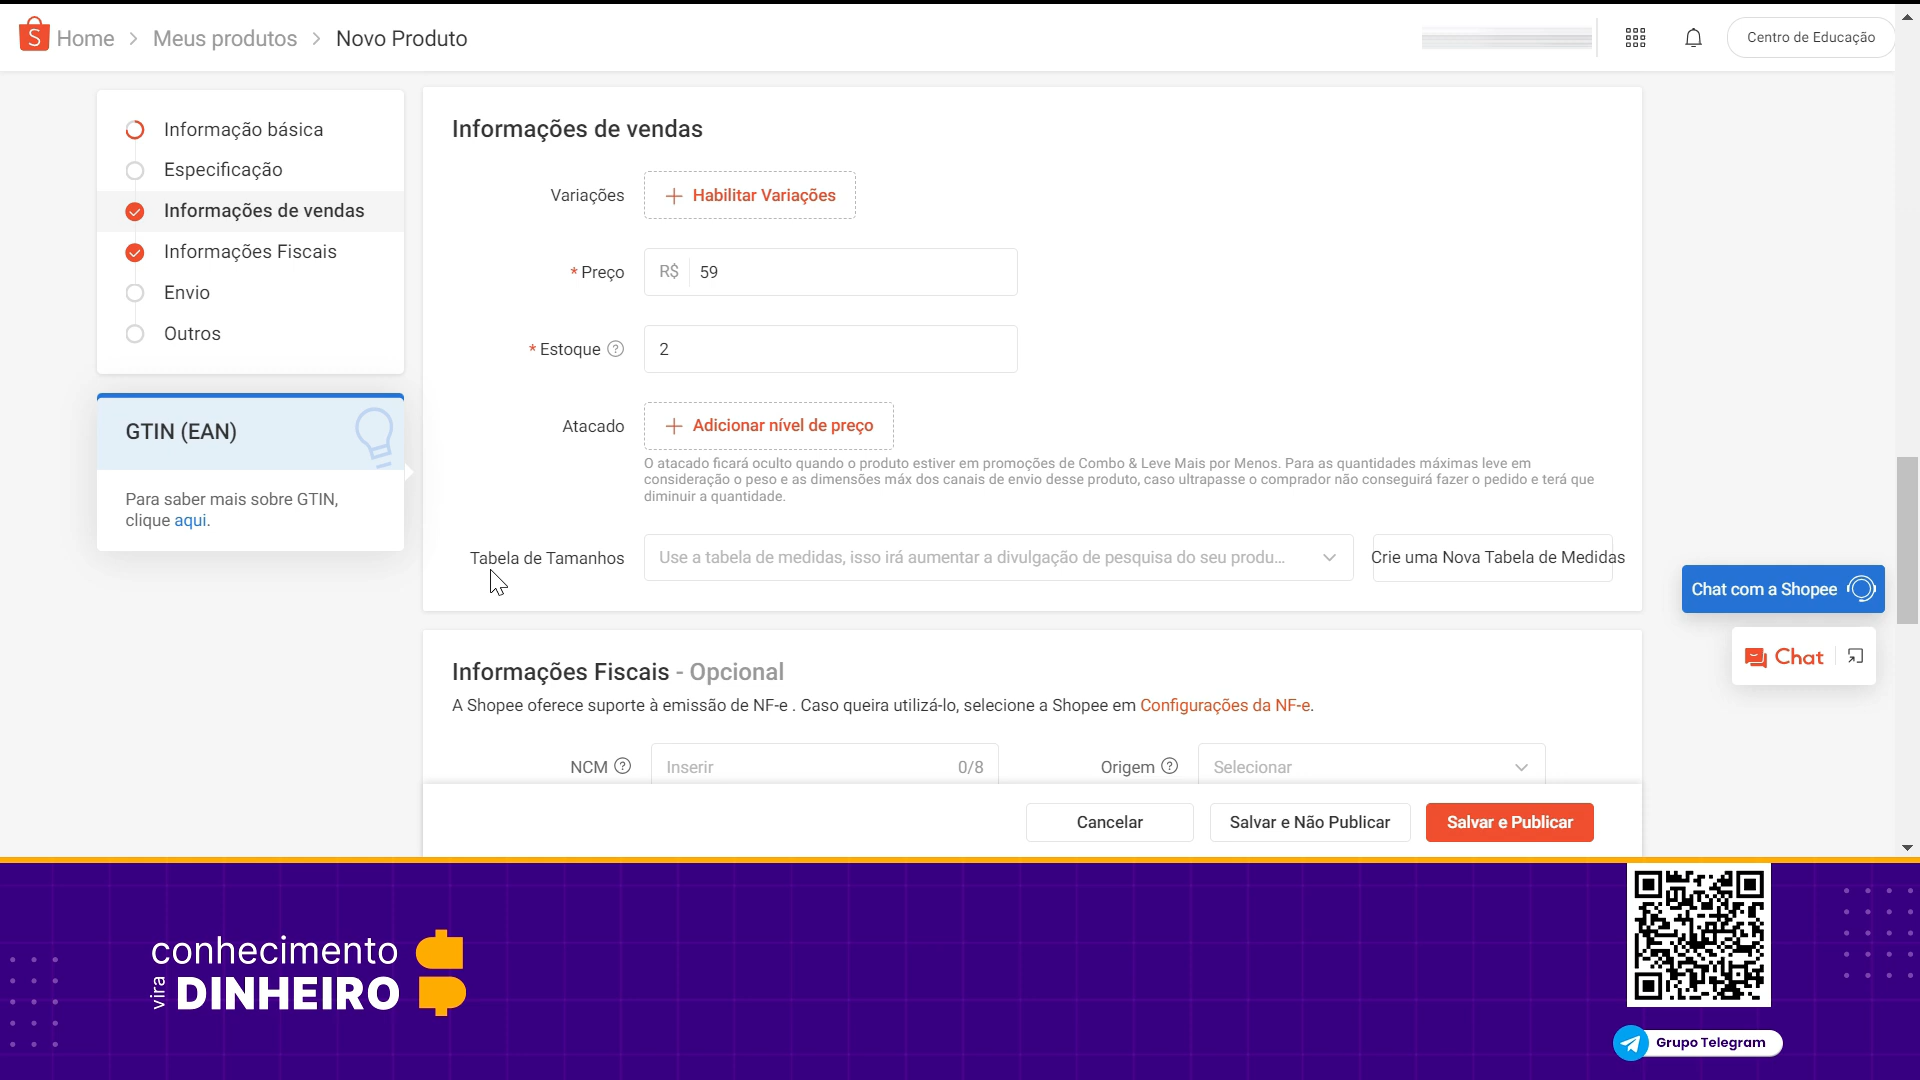 Home > Meus produtos > Novo Produto
Centro de Educação
Informação básica
Especificação
Informações de vendas
Informações Fiscais
Envio
Outros
GTIN (EAN)
Para saber mais sobre GTIN,
clique aqui.
Informações de vendas
Variações + Habilitar Variações
* Preço R$ 59
* Estoque ? 2
Atacado + Adicionar nível de preço
O atacado ficará oculto quando o produto estiver em promoções de Combo & Leve Mais por Menos. Para as quantidades máximas leve em
consideração o peso e as dimensões máx dos canais de envio desse produto, caso ultrapasse o comprador não conseguirá fazer o pedido e terá que
diminuir a quantidade.
Tabela de Tamanhos Use a tabela de medidas, isso irá aumentar a divulgação de pesquisa do seu produ... Crie uma Nova Tabela de Medidas
Informações Fiscais - Opcional
A Shopee oferece suporte à emissão de NF-e . Caso queira utilizá-lo, selecione a Shopee em Configurações da NF-e.
NCM ? Inserir 0/8 Origem ? Selecionar
Cancelar Salvar e Não Publicar Salvar e Publicar
Chat com a Shopee
Chat
conhecimento
vira DINHEIRO
Grupo Telegram